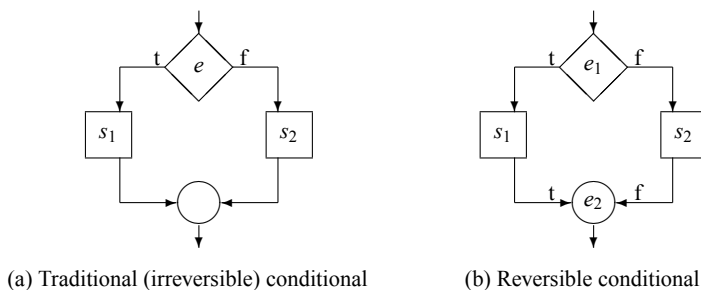 e e₁
t f t f
s₁ s₂ s₁ s₂
t e₂ f
(a) Traditional (irreversible) conditional (b) Reversible conditional